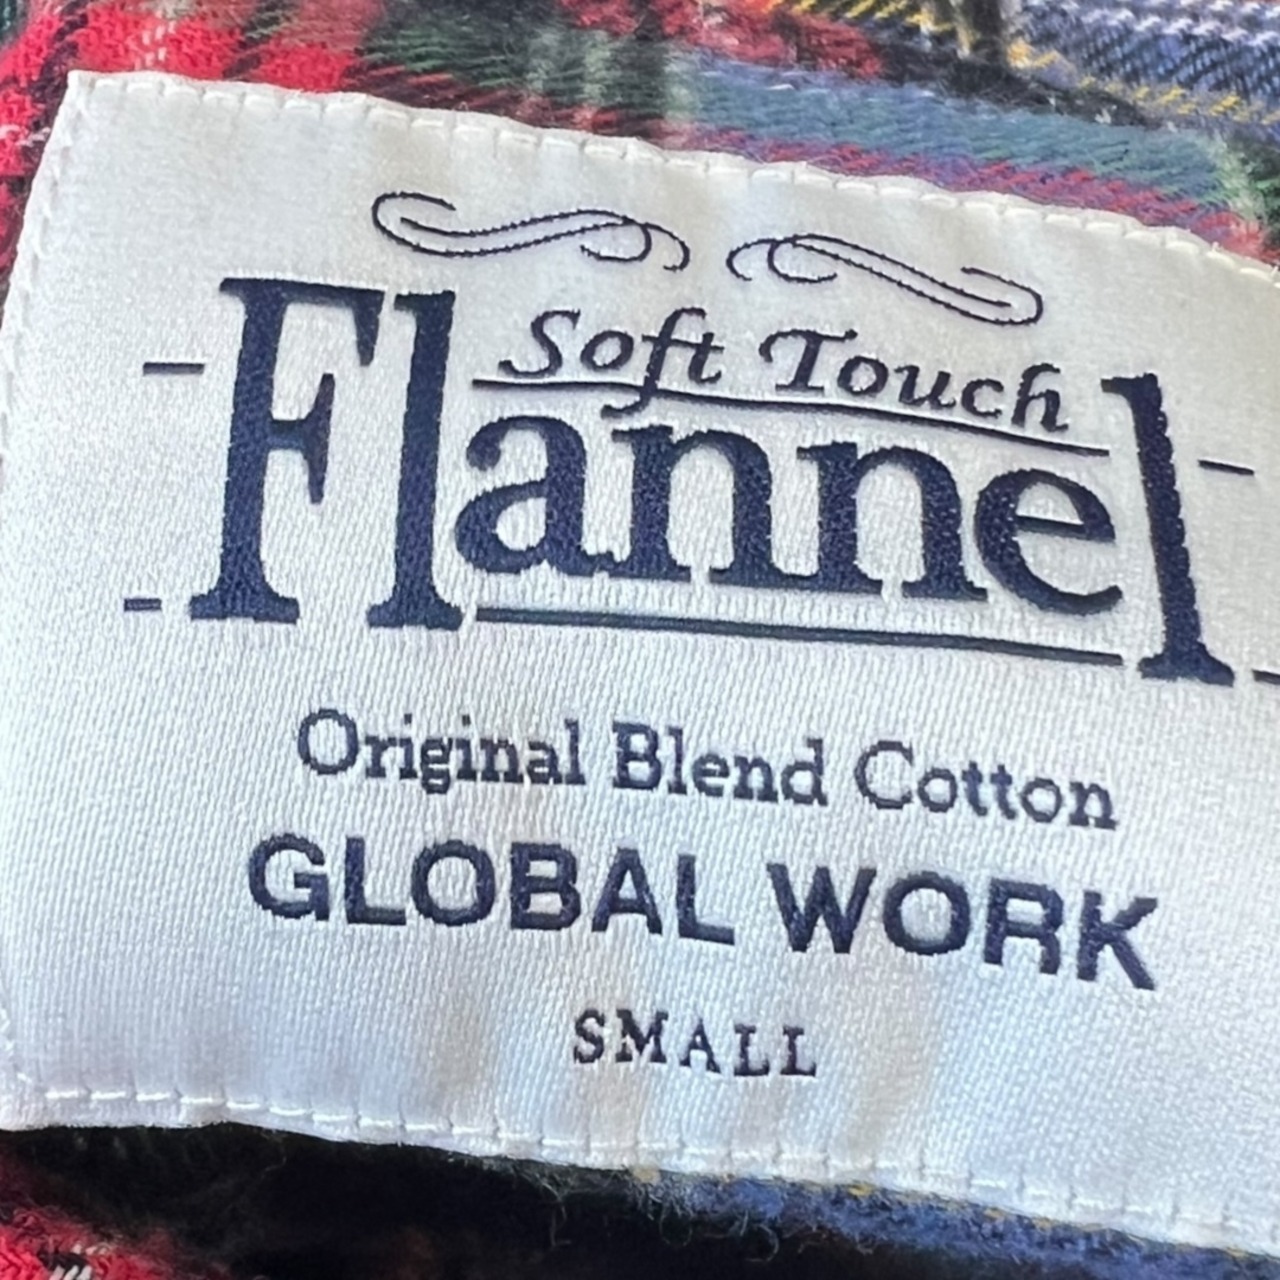 Soft Touch
Flannel
Original Blend Cotton
GLOBAL WORK
SMALL